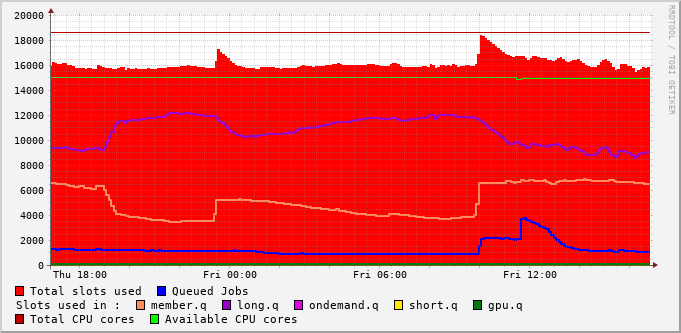 20000
18000
16000
14000
12000
10000
8000
6000
4000
2000
0
Thu 18:00 Fri 00:00 Fri 06:00 Fri 12:00
RRDTOOL / TOBI OETIKER
Total slots used Queued Jobs
Slots used in : member.q long.q ondemand.q short.q gpu.q
Total CPU cores Available CPU cores